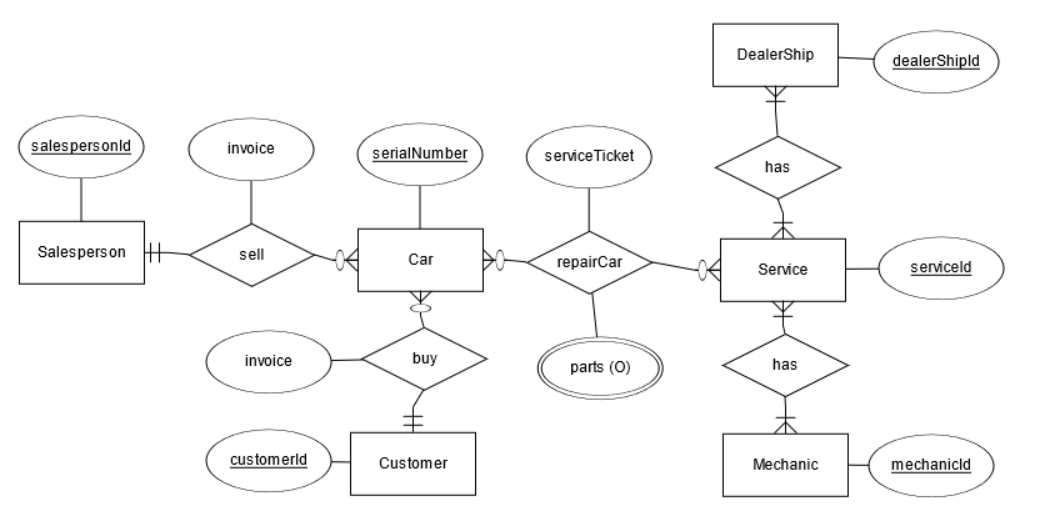 DealerShip
dealerShipId
salespersonId
invoice
serialNumber
serviceTicket
has
Salesperson
sell
Car
repairCar
Service
serviceId
invoice
buy
parts (O)
has
customerId
Customer
Mechanic
mechanicId